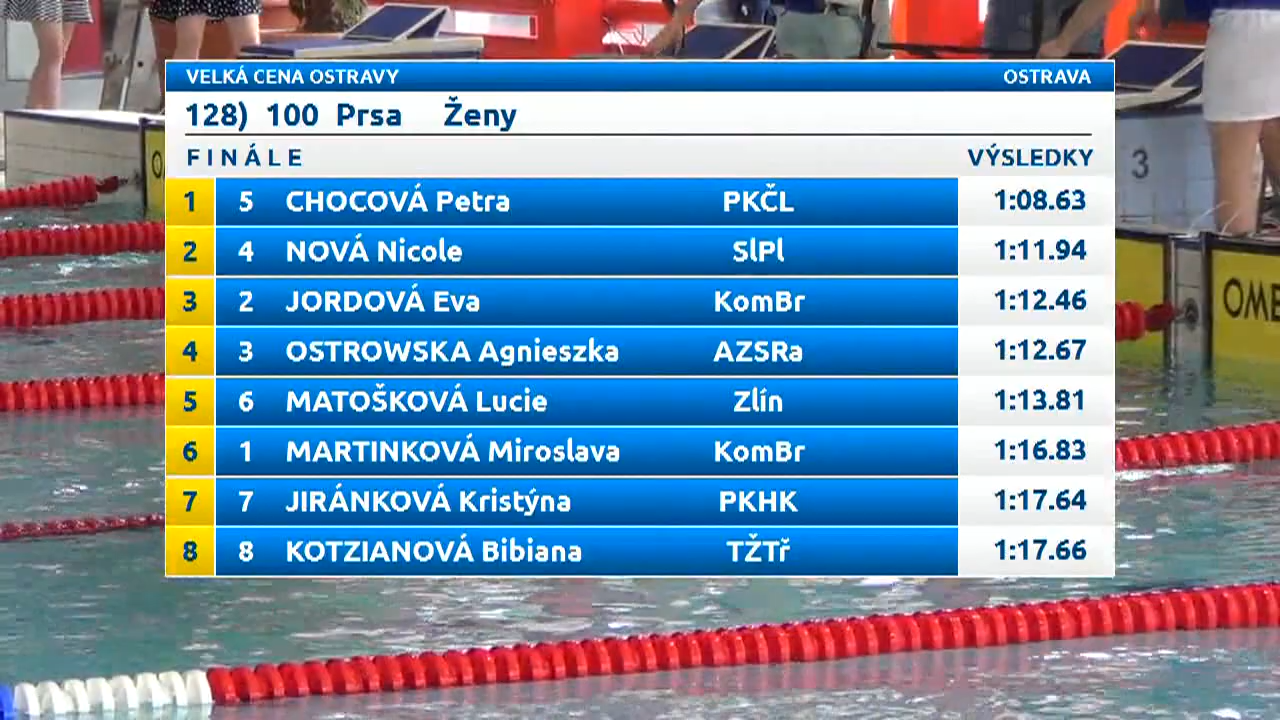 VELKÁ CENA OSTRAVY OSTRAVA
128) 100 Prsa Ženy
FINÁLE VÝSLEDKY
1 5 CHOCOVÁ Petra PKČL 1:08.63
2 4 NOVÁ Nicole SlPl 1:11.94
3 2 JORDOVÁ Eva KomBr 1:12.46
4 3 OSTROWSKA Agnieszka AZSRa 1:12.67
5 6 MATOŠKOVÁ Lucie Zlín 1:13.81
6 1 MARTINKOVÁ Miroslava KomBr 1:16.83
7 7 JIRÁNKOVÁ Kristýna PKHK 1:17.64
8 8 KOTZIANOVÁ Bibiana TŽTř 1:17.66
3